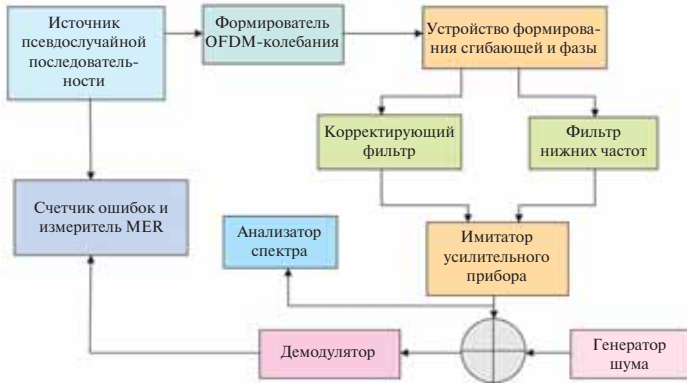 Источник
псевдослучайной
последователь-
ности
Формирователь
OFDM-колебания
Устройство формирова-
ния сгибающей и фазы
Корректирующий
фильтр
Фильтр
нижних частот
Счетчик ошибок и
измеритель MER
Анализатор
спектра
Имитатор
усилительного
прибора
Демодулятор
Генератор
шума